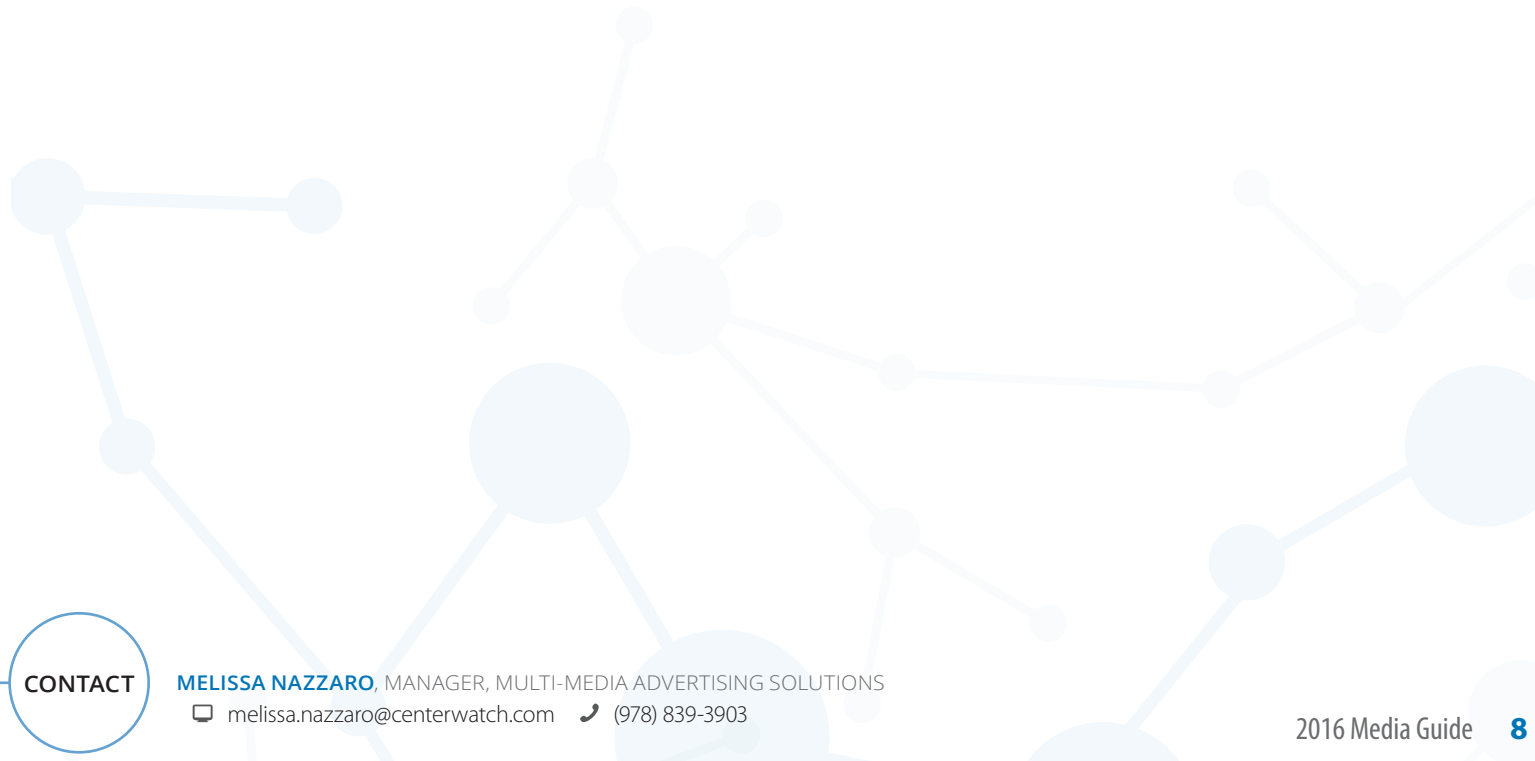 CONTACT
MELISSA NAZZARO, MANAGER, MULTI-MEDIA ADVERTISING SOLUTIONS
melissa.nazzaro@centerwatch.com (978) 839-3903
2016 Media Guide 8